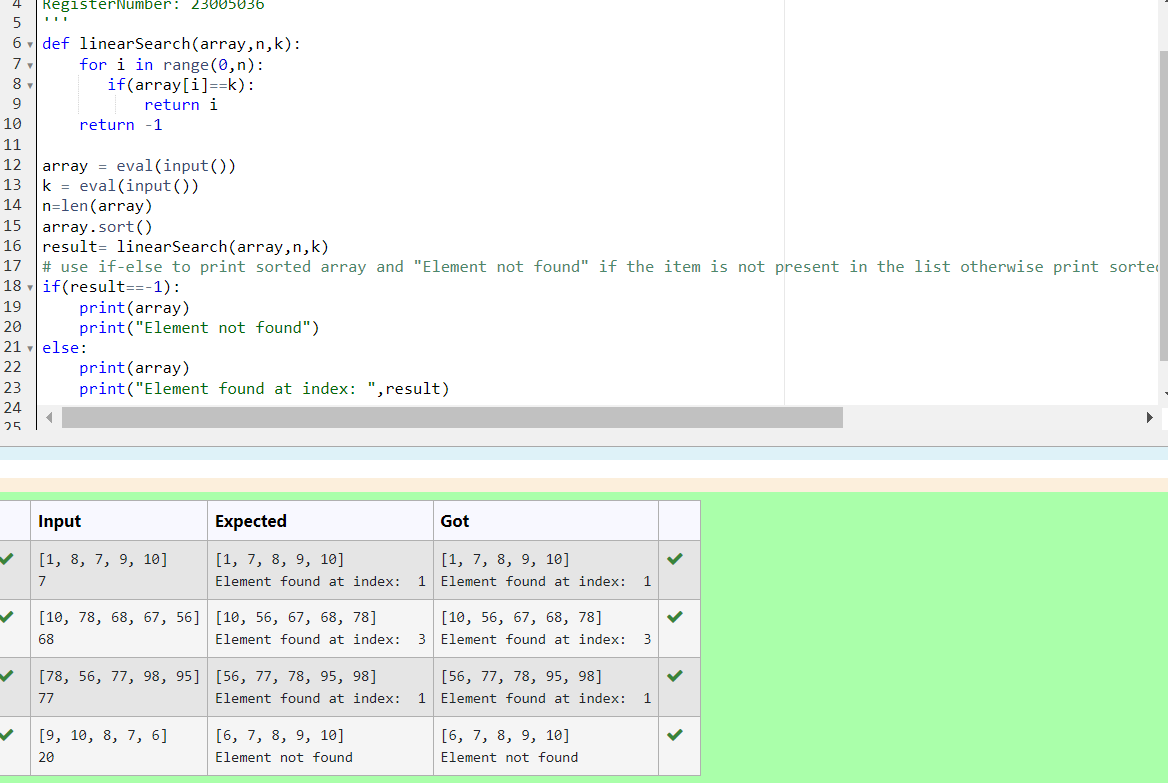 4 RegisterNumber: 23005036
5 '''
6 def linearSearch(array,n,k):
7     for i in range(0,n):
8        if(array[i]==k):
9            return i
10     return -1
11
12 array = eval(input())
13 k = eval(input())
14 n=len(array)
15 array.sort()
16 result= linearSearch(array,n,k)
17 # use if-else to print sorted array and "Element not found" if the item is not present in the list otherwise print sorted
18 if(result==-1):
19     print(array)
20     print("Element not found")
21 else:
22     print(array)
23     print("Element found at index: ",result)
24
25
Input Expected Got
[1, 8, 7, 9, 10] [1, 7, 8, 9, 10] [1, 7, 8, 9, 10]
7 Element found at index:  1 Element found at index:  1
[10, 78, 68, 67, 56] [10, 56, 67, 68, 78] [10, 56, 67, 68, 78]
68 Element found at index:  3 Element found at index:  3
[78, 56, 77, 98, 95] [56, 77, 78, 95, 98] [56, 77, 78, 95, 98]
77 Element found at index:  1 Element found at index:  1
[9, 10, 8, 7, 6] [6, 7, 8, 9, 10] [6, 7, 8, 9, 10]
20 Element not found Element not found